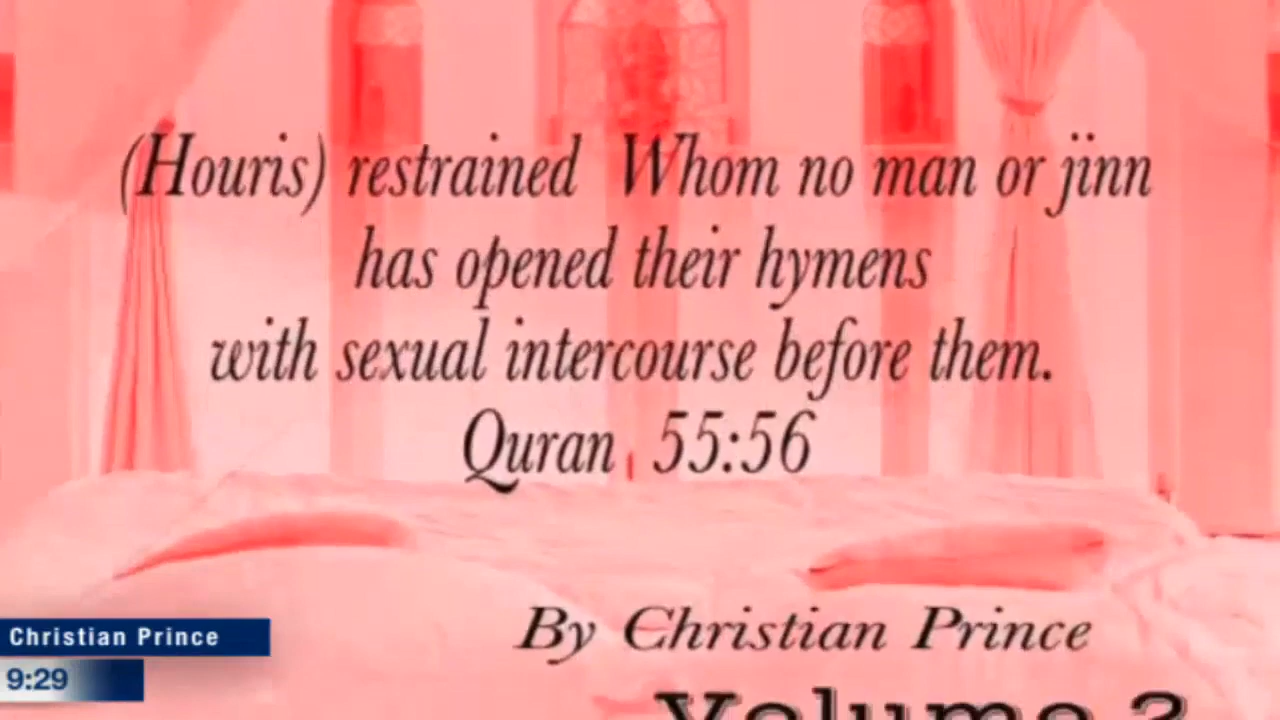 (Houris) restrained Whom no man or jinn
has opened their hymens
with sexual intercourse before them.
Quran 55:56
By Christian Prince
Volume
Christian Prince
9:29